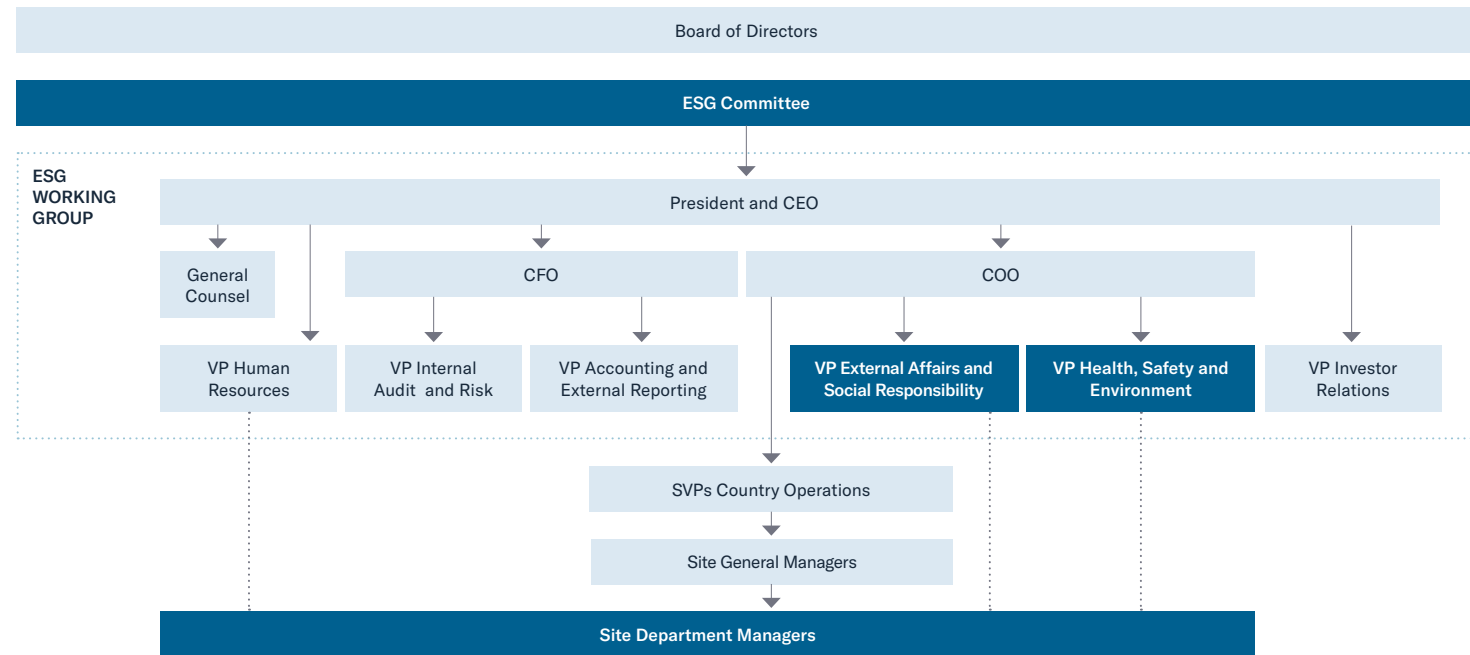 Board of Directors
ESG Committee
ESG
WORKING
GROUP
President and CEO
General
Counsel
CFO
COO
VP Human
Resources
VP Internal
Audit and Risk
VP Accounting and
External Reporting
VP External Affairs and
Social Responsibility
VP Health, Safety and
Environment
VP Investor
Relations
SVPs Country Operations
Site General Managers
Site Department Managers